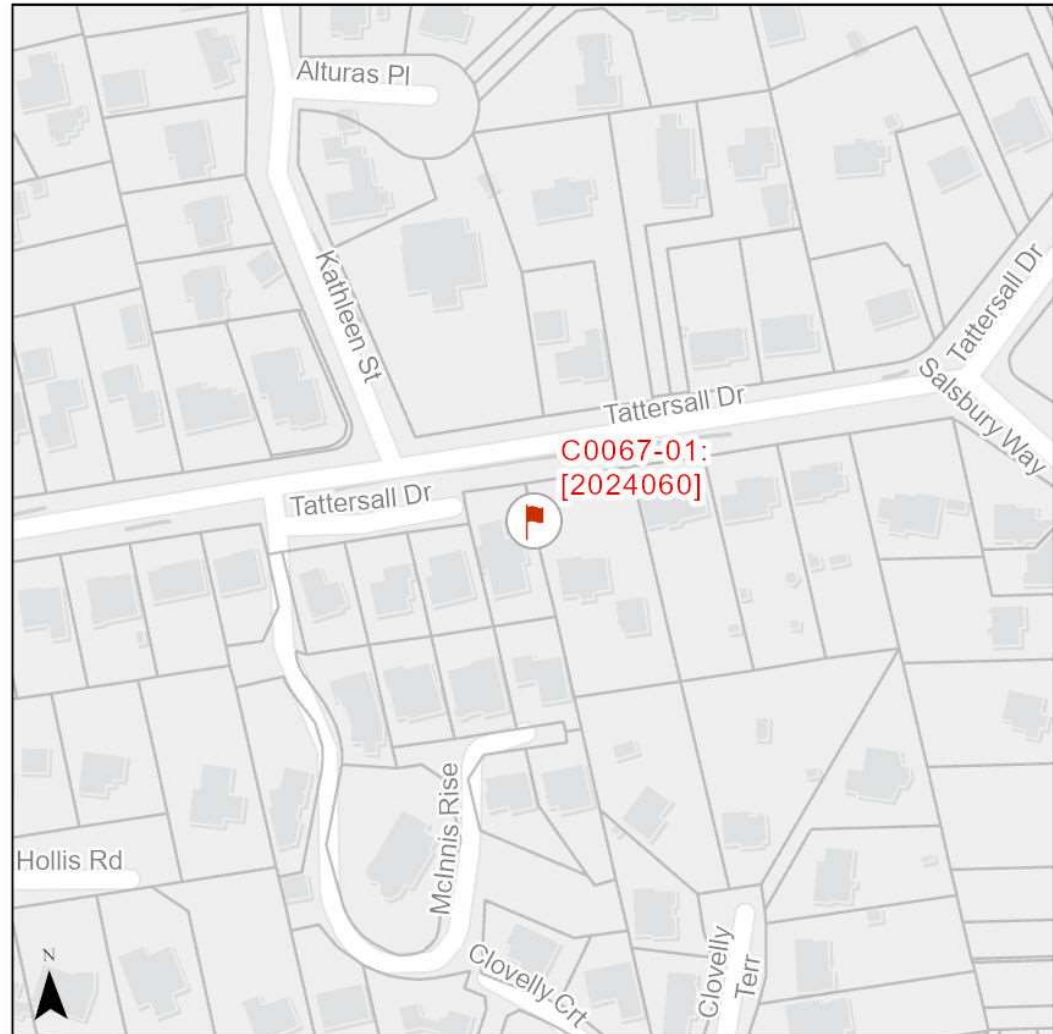 Alturas Pl
Kathleen St
Tattersall Dr
Tattersall Dr
Salsbury Way
C0067-01:
[2024060]
Tattersall Dr
McInnis Rise
Hollis Rd
N
Clovelly Crt
Clovelly
Terr